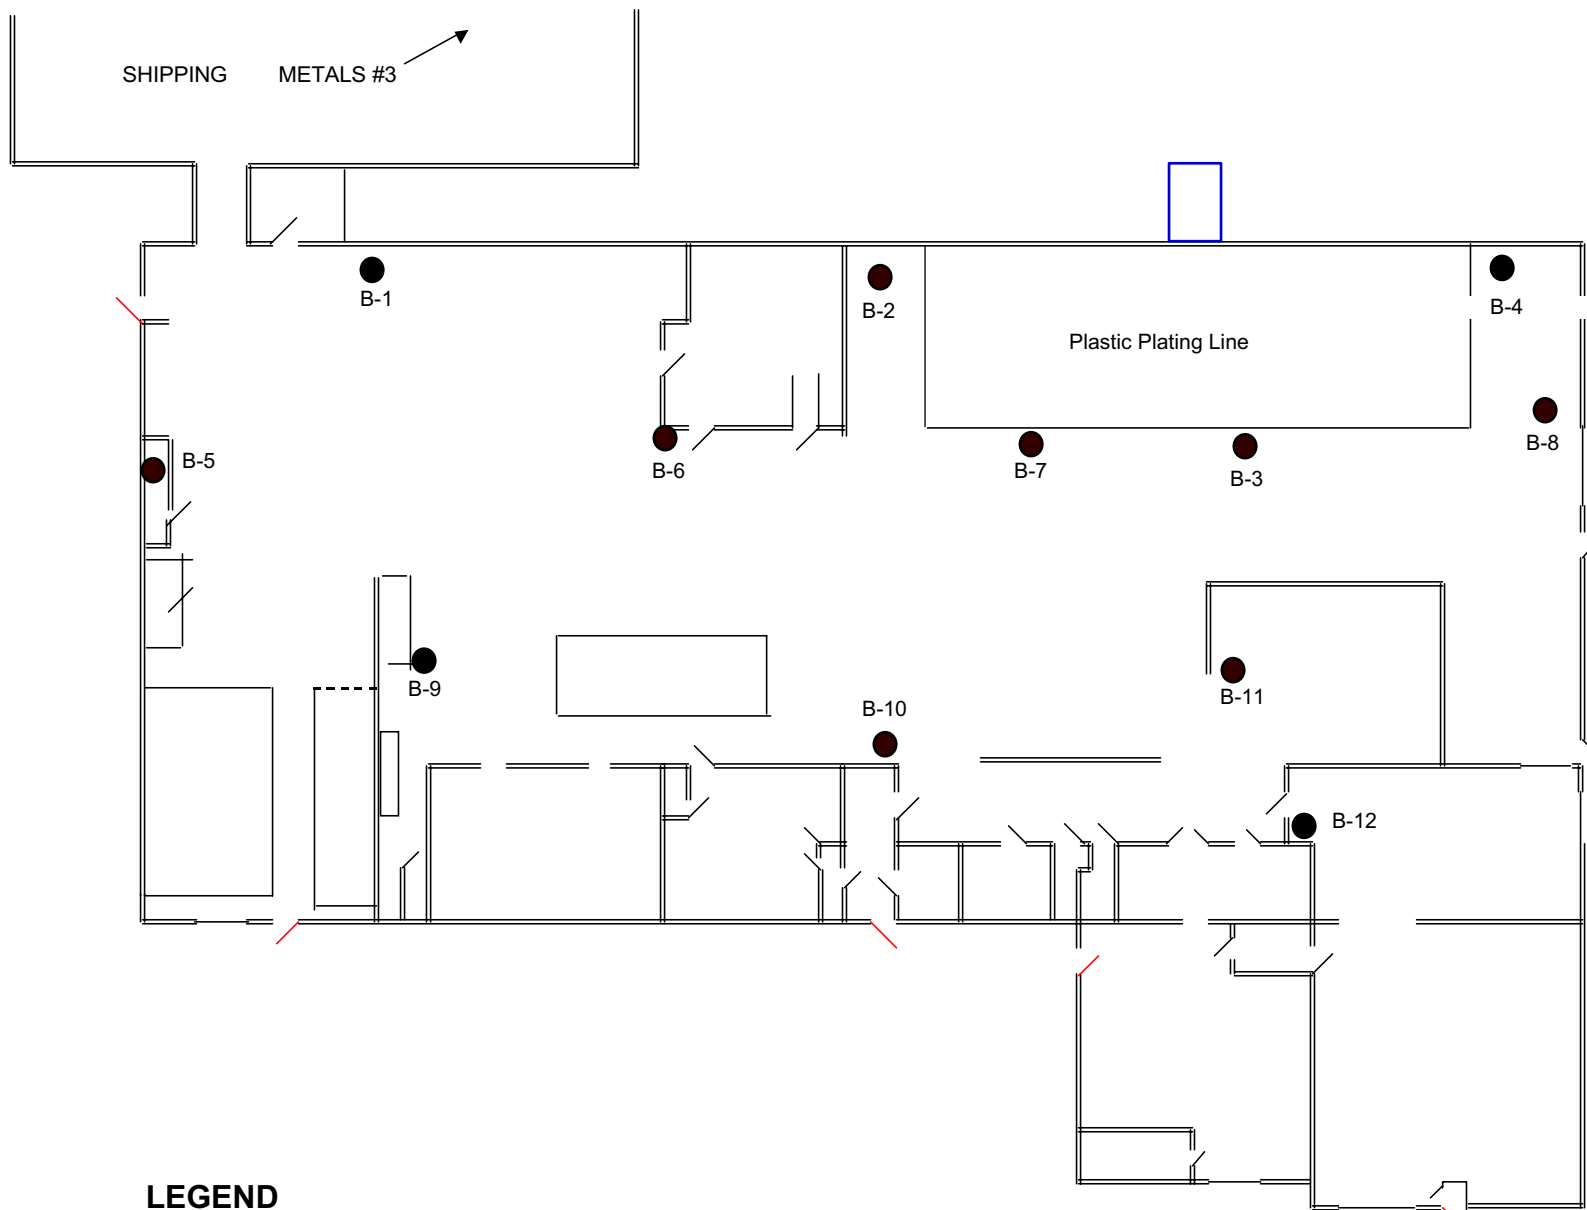 SHIPPING METALS #3
B-1
B-2
B-4
Plastic Plating Line
B-8
B-5
B-6
B-7
B-3
B-9
B-11
B-10
B-12
LEGEND